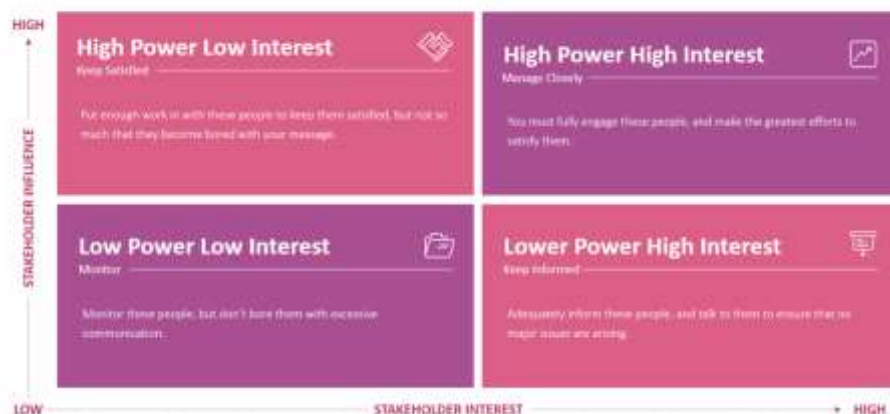 HIGH
High Power Low Interest
Keep Satisfied
Put enough work in with these people to keep them satisfied, but not so
much that they become bored with your message.
High Power High Interest
Manage Closely
You must fully engage these people, and make the greatest efforts to
satisfy them.
STAKEHOLDER INFLUENCE
Low Power Low Interest
Monitor
Monitor these people, but don't bore them with excessive
communication.
Lower Power High Interest
Keep Informed
Adequately inform these people, and talk to them to ensure that no
major issues are arising.
LOW
STAKEHOLDER INTEREST
HIGH